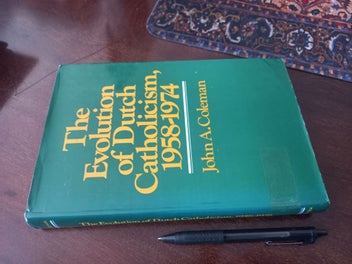 The
Evolution
of Dutch
Catholicism,
1958-1974
John A. Coleman
The Evolution of Dutch Catholicism, 1958-1974